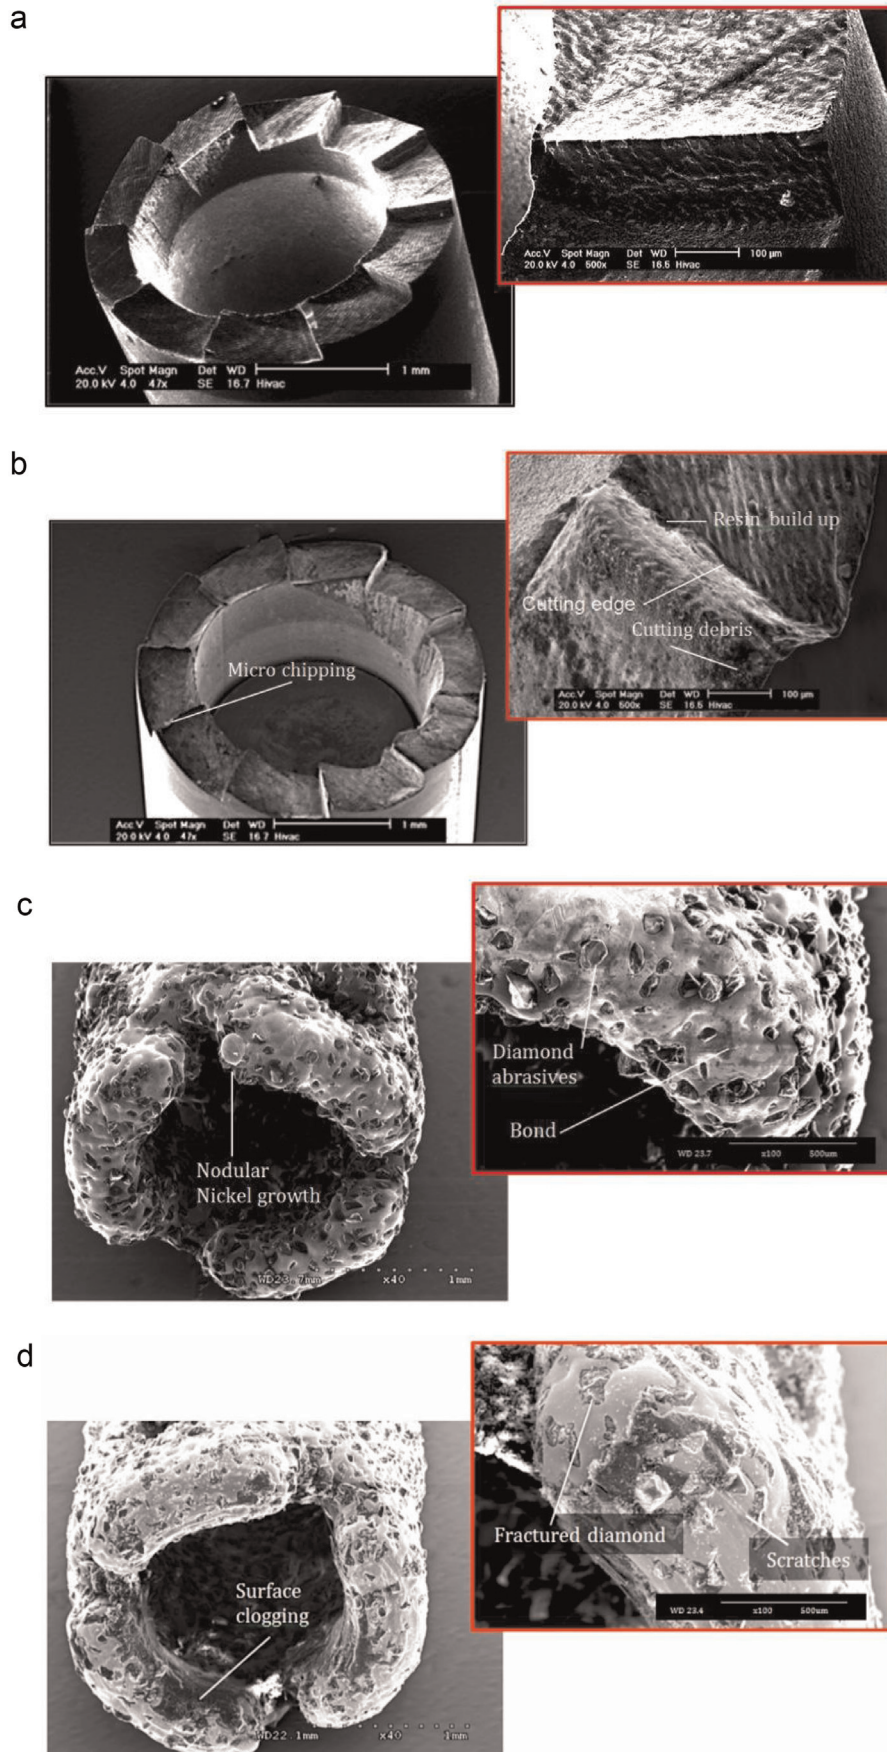 a
Acc.V Spot Magn Det WD 100 µm
20.0 kV 4.0 500x SE 16.5 Hivac
Acc.V Spot Magn Det WD 1 mm
20.0 kV 4.0 47x SE 16.7 Hivac
b
Resin build up
Cutting edge
Cutting debris
Acc.V Spot Magn Det WD 100 µm
20.0 kV 4.0 500x SE 16.5 Hivac
Micro chipping
Acc.V Spot Magn Det WD 1 mm
20.0 kV 4.0 47x SE 16.7 Hivac
c
Diamond
abrasives
Bond
WD 23.7 x100 500um
Nodular
Nickel growth
WD23.7mm x40 1mm
d
Fractured diamond
Scratches
WD 23.4 x100 500um
Surface
clogging
WD22.1mm x40 1mm